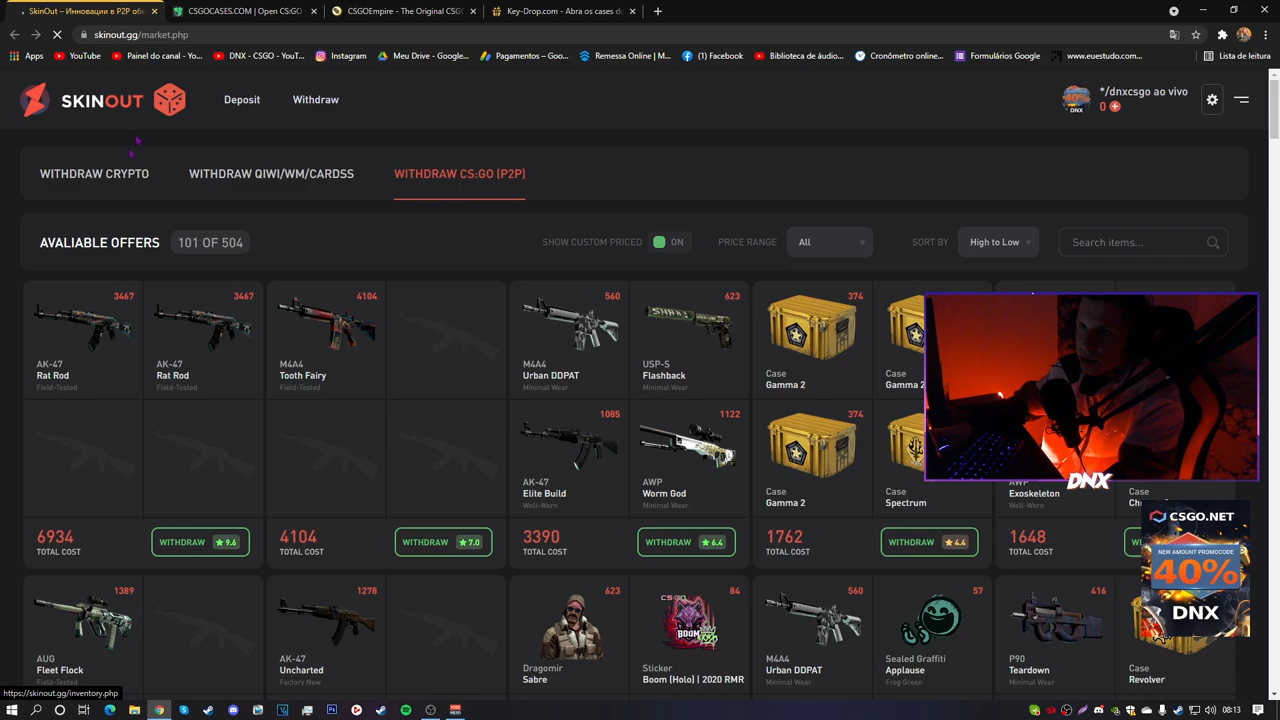 SkinOut – Инновации в P2P об
CSGOCASES.COM | Open CS:GO
CSGOEmpire – The Original CSG
Key-Drop.com - Abra os cases d
skinout.gg/market.php
Apps
YouTube
Painel do canal - Yo...
DNX - CSGO - YouT...
Instagram
Meu Drive - Google...
Pagamentos – Goo...
Remessa Online | M...
(1) Facebook
Biblioteca de áudio...
Cronômetro online...
Formulários Google
www.euestudo.com...
Lista de leitura
SKINOUT
Deposit
Withdraw
*/dnxcsgo ao vivo
0
40%
DNX
WITHDRAW CRYPTO
WITHDRAW QIWI/WM/CARDSS
WITHDRAW CS:GO (P2P)
AVALIABLE OFFERS
101 OF 504
SHOW CUSTOM PRICED
ON
PRICE RANGE
All
SORT BY
High to Low
Search items...
3467
AK-47
Rat Rod
Field-Tested
3467
AK-47
Rat Rod
Field-Tested
4104
M4A4
Tooth Fairy
Field-Tested
560
M4A4
Urban DDPAT
Minimal Wear
623
USP-S
Flashback
Minimal Wear
374
Case
Gamma 2
Case
Gamma 2
1085
AK-47
Elite Build
Well-Worn
1122
AWP
Worm God
Minimal Wear
374
Case
Gamma 2
Case
Spectrum
AWP
Exoskeleton
Well-Worn
Case
DNX
6934
TOTAL COST
WITHDRAW
9.6
4104
TOTAL COST
WITHDRAW
7.0
3390
TOTAL COST
WITHDRAW
6.4
1762
TOTAL COST
WITHDRAW
4.4
1648
TOTAL COST
CSGO.NET
NEW AMOUNT PROMOCODE
40%
DNX
1389
AUG
Fleet Flock
1278
AK-47
Uncharted
Factory New
623
Dragomir
Sabre
84
Sticker
Boom (Holo) | 2020 RMR
560
M4A4
Urban DDPAT
Minimal Wear
57
Sealed Graffiti
Applause
Frog Green
416
P90
Teardown
Minimal Wear
Case
Revolver
https://skinout.gg/inventory.php
08:13